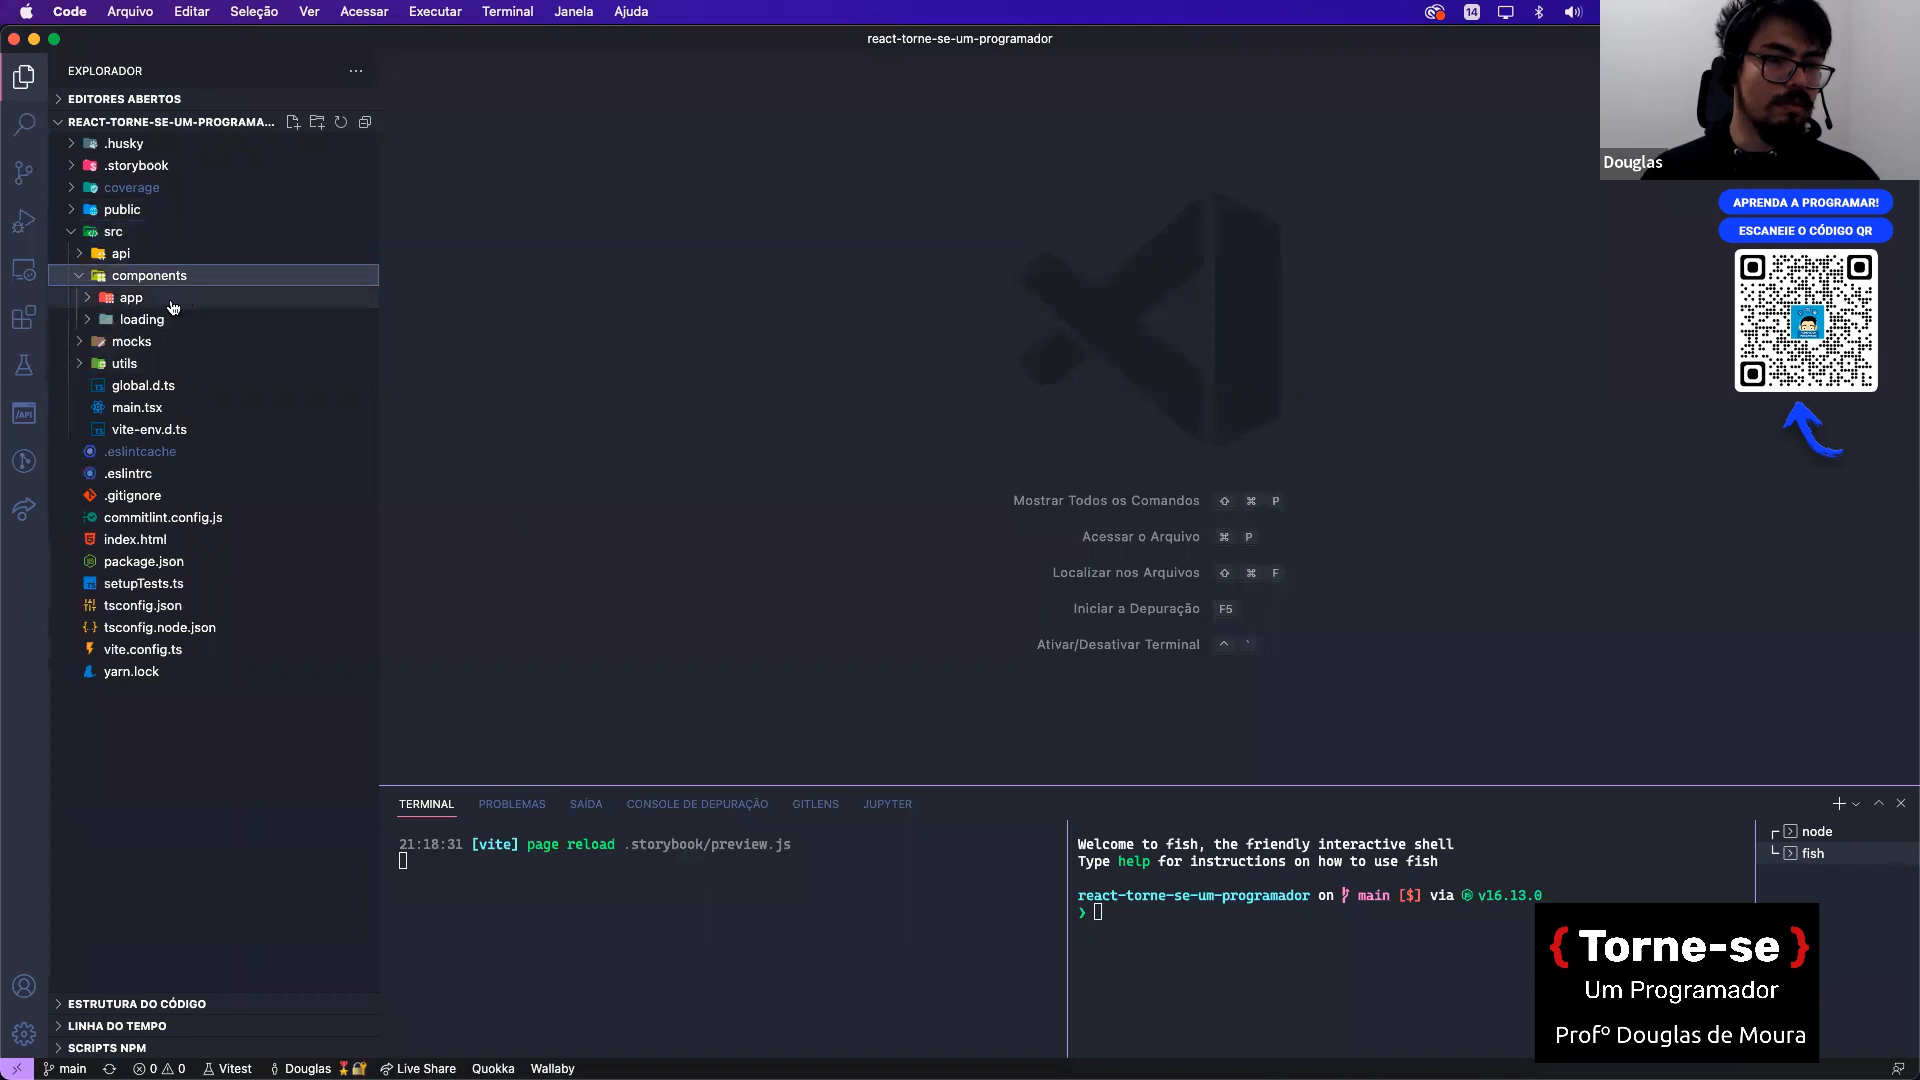 Code Arquivo Editar Seleção Ver Acessar Executar Terminal Janela Ajuda
14
react-torne-se-um-programador
EXPLORADOR
EDITORES ABERTOS
REACT-TORNE-SE-UM-PROGRAMA...
.husky
.storybook
coverage
public
src
api
components
app
loading
mocks
utils
global.d.ts
main.tsx
vite-env.d.ts
.eslintcache
.eslintrc
.gitignore
commitlint.config.js
index.html
package.json
setupTests.ts
tsconfig.json
tsconfig.node.json
vite.config.ts
yarn.lock
ESTRUTURA DO CÓDIGO
LINHA DO TEMPO
SCRIPTS NPM
Mostrar Todos os Comandos ⇧ ⌘ P
Acessar o Arquivo ⌘ P
Localizar nos Arquivos ⇧ ⌘ F
Iniciar a Depuração F5
Ativar/Desativar Terminal ^ `
Douglas
APRENDA A PROGRAMAR!
ESCANEIE O CÓDIGO QR
TERMINAL PROBLEMAS SAÍDA CONSOLE DE DEPURAÇÃO GITLENS JUPYTER
21:18:31 [vite] page reload .storybook/preview.js
Welcome to fish, the friendly interactive shell
Type help for instructions on how to use fish
react-torne-se-um-programador on main [$] via v16.13.0
❯
node
fish
{ Torne-se }
Um Programador
Profº Douglas de Moura
main 0 0 Vitest Douglas Live Share Quokka Wallaby